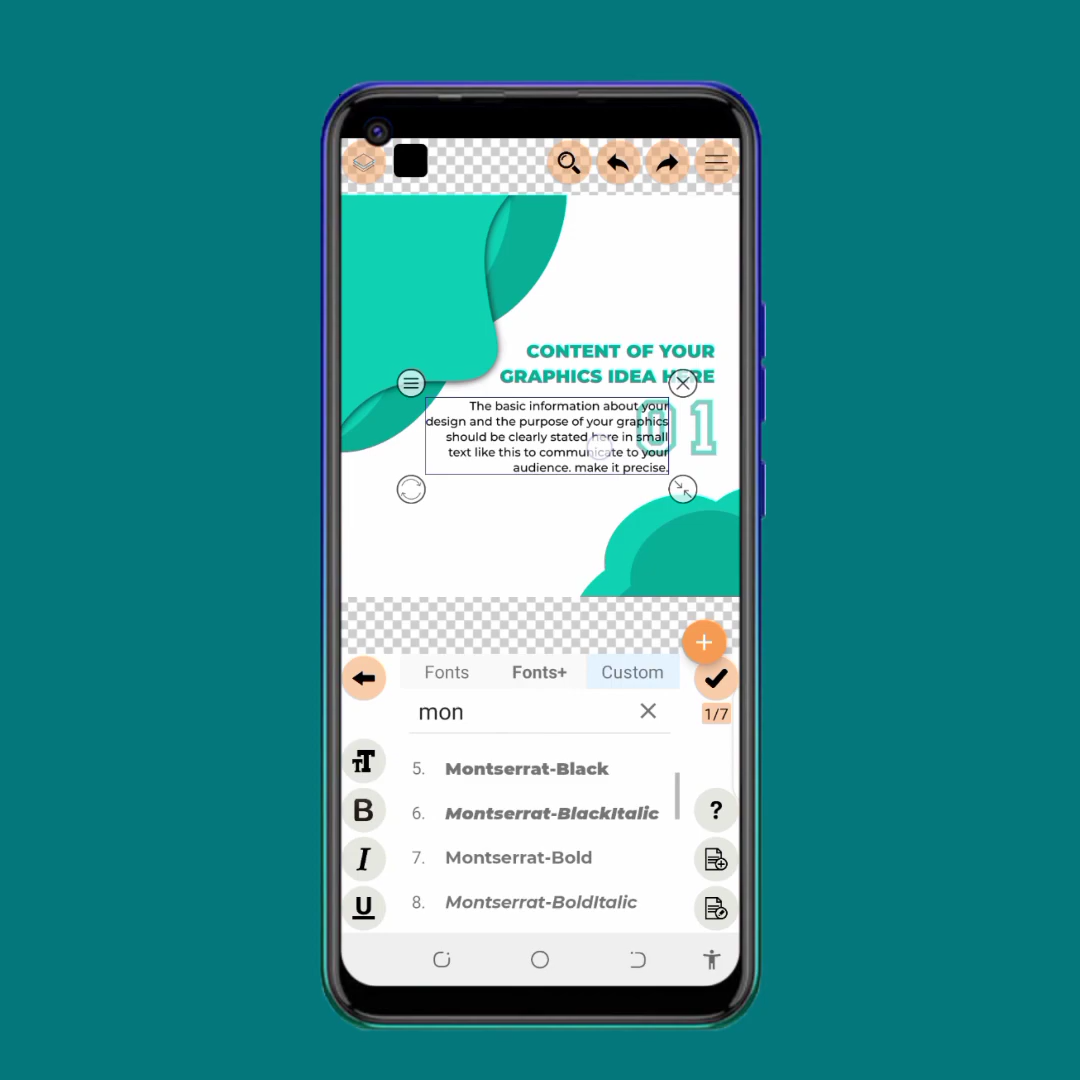 CONTENT OF YOUR
GRAPHICS IDEA HERE
The basic information about your
design and the purpose of your graphics
should be clearly stated here in small
text like this to communicate to your
audience. make it precise.
01
Fonts Fonts+ Custom
mon
1/7
5. Montserrat-Black
6. Montserrat-BlackItalic
7. Montserrat-Bold
8. Montserrat-BoldItalic
TT
B
I
U
?